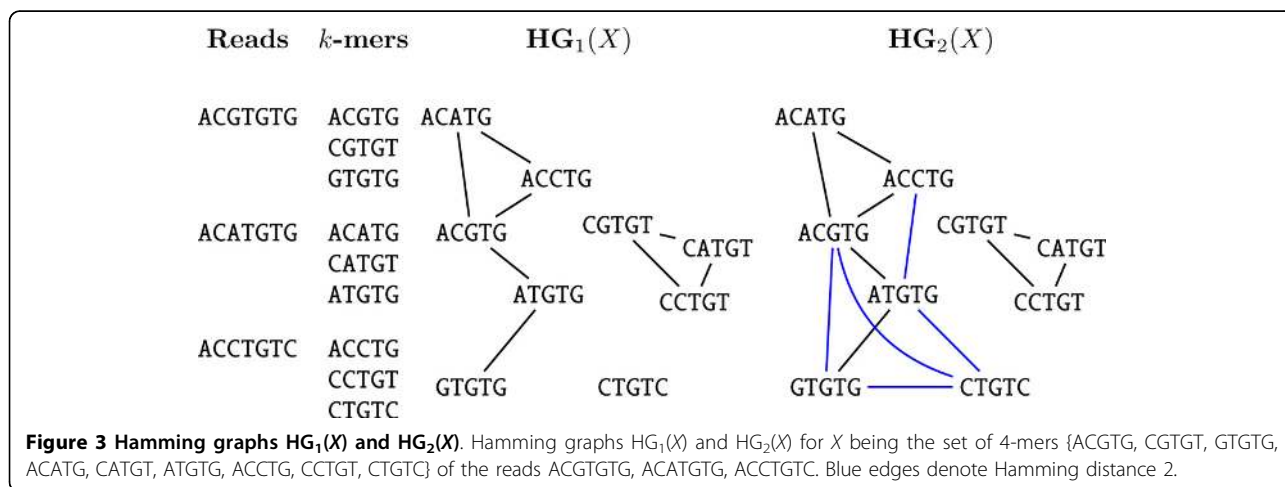 Reads k-mers HG₁(X) HG₂(X)
ACGTGTG ACGTG ACATG ACATG
CGTGT
GTGTG ACCTG ACCTG
ACATGTG ACATG ACGTG CGTGT ACGTG CGTGT
CATGT CATGT CATGT
ATGTG ATGTG CCTGT ATGTG CCTGT
ACCTGTC ACCTG
CCTGT GTGTG CTGTC GTGTG CTGTC
CTGTC
Figure 3 Hamming graphs HG₁(X) and HG₂(X). Hamming graphs HG₁(X) and HG₂(X) for X being the set of 4-mers {ACGTG, CGTGT, GTGTG,
ACATG, CATGT, ATGTG, ACCTG, CCTGT, CTGTC} of the reads ACGTGTG, ACATGTG, ACCTGTC. Blue edges denote Hamming distance 2.